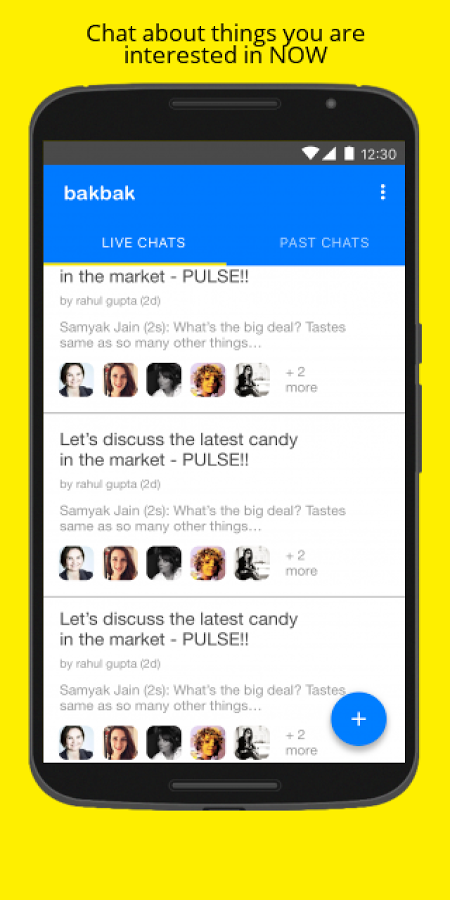 Chat about things you are
interested in NOW
12:30
bakbak
LIVE CHATS
PAST CHATS
in the market - PULSE!!
by rahul gupta (2d)
Samyak Jain (2s): What's the big deal? Tastes
same as so many other things…
+ 2
more
Let's discuss the latest candy
in the market - PULSE!!
by rahul gupta (2d)
Samyak Jain (2s): What's the big deal? Tastes
same as so many other things…
+ 2
more
Let's discuss the latest candy
in the market - PULSE!!
by rahul gupta (2d)
Samyak Jain (2s): What's the big deal? Tastes
same as so many other things…
+ 2
more
+